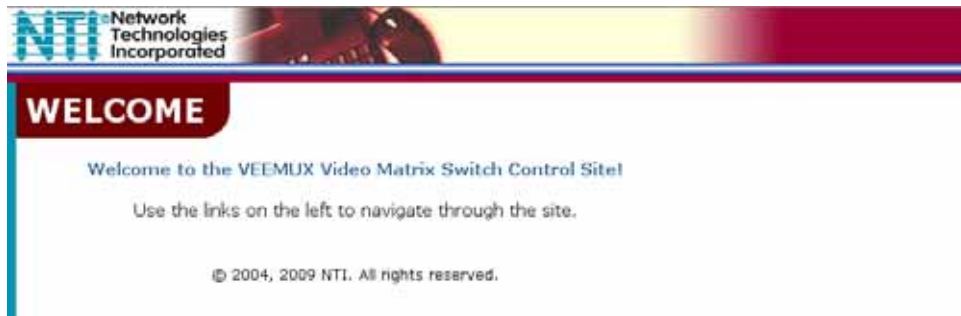 NTI® Network
Technologies
Incorporated
WELCOME
Welcome to the VEEMUX Video Matrix Switch Control Site!
Use the links on the left to navigate through the site.
© 2004, 2009 NTI. All rights reserved.